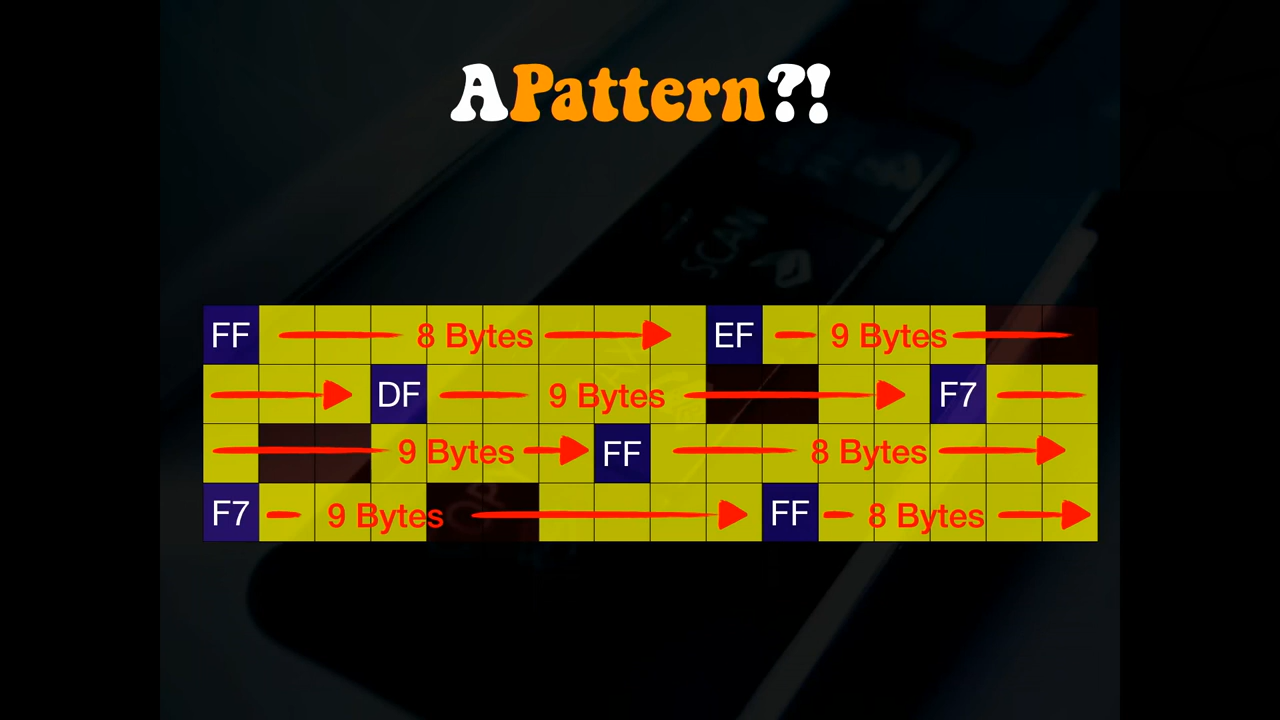 A Pattern?!
FF 8 Bytes EF 9 Bytes
DF 9 Bytes F7
9 Bytes FF 8 Bytes
F7 9 Bytes FF 8 Bytes
SCAN